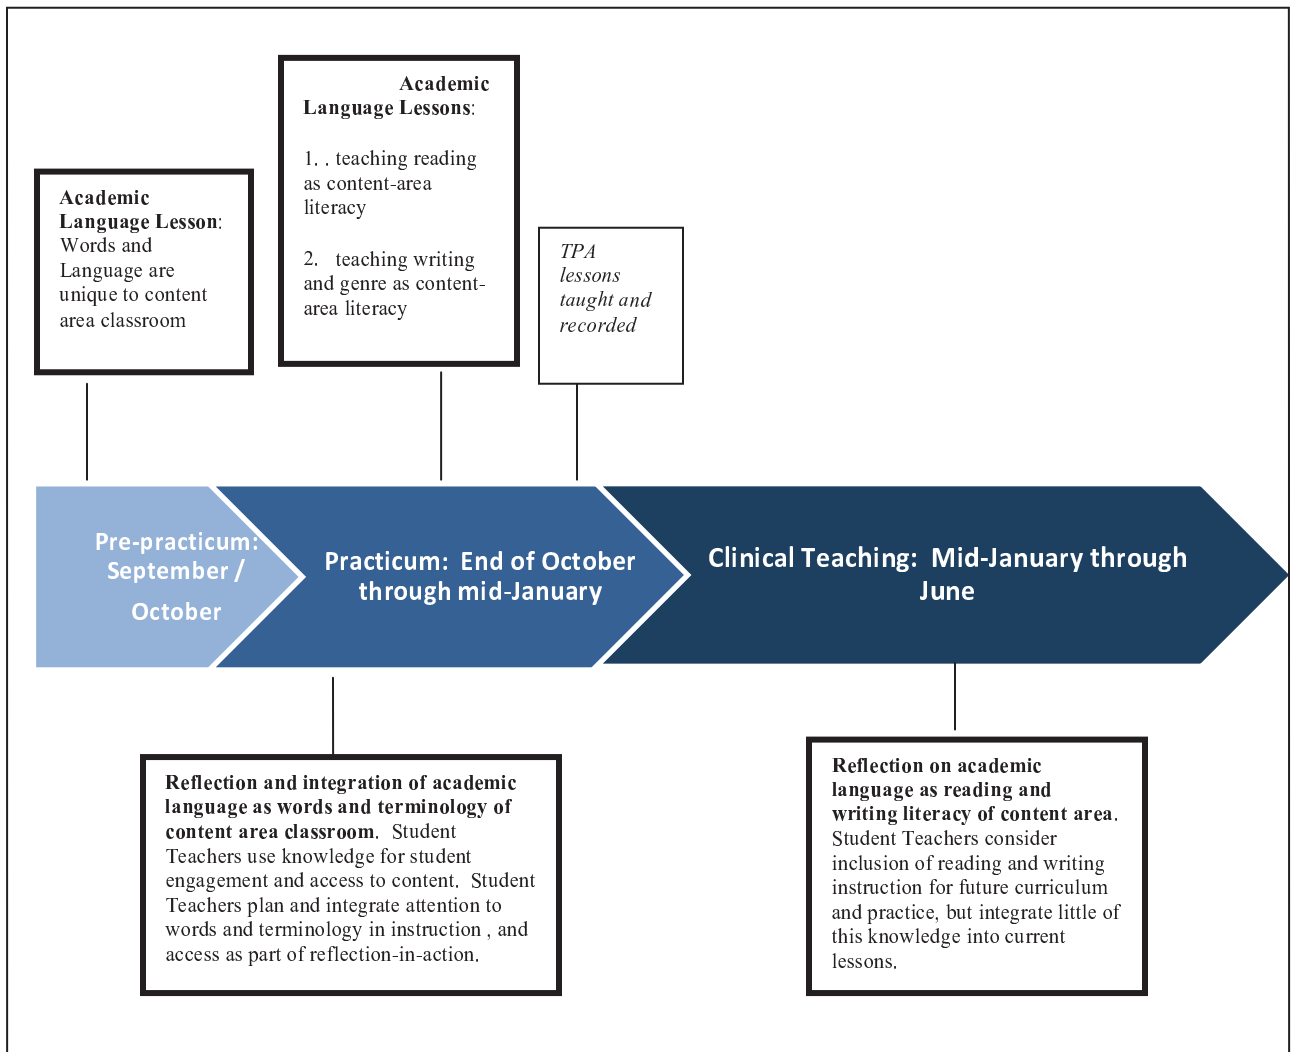 Academic
Language Lessons:
1. . teaching reading
as content-area
literacy
2. teaching writing
and genre as content-
area literacy
Academic
Language Lesson:
Words and
Language are
unique to content
area classroom
TPA
lessons
taught and
recorded
Pre-practicum:
September /
October
Practicum: End of October
through mid-January
Clinical Teaching: Mid-January through
June
Reflection and integration of academic
language as words and terminology of
content area classroom. Student
Teachers use knowledge for student
engagement and access to content. Student
Teachers plan and integrate attention to
words and terminology in instruction , and
access as part of reflection-in-action.
Reflection on academic
language as reading and
writing literacy of content area.
Student Teachers consider
inclusion of reading and writing
instruction for future curriculum
and practice, but integrate little of
this knowledge into current
lessons.